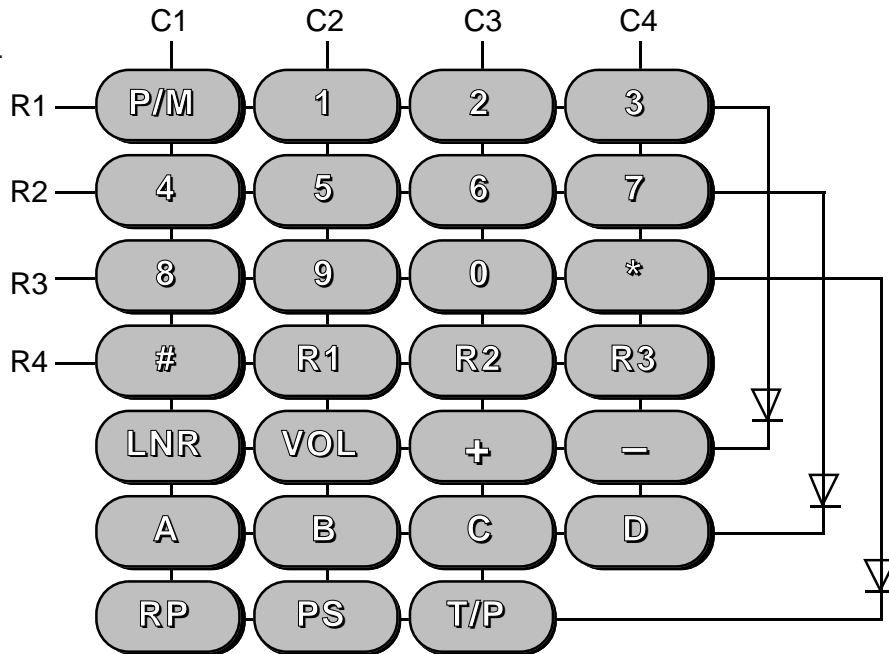 C1 C2 C3 C4
R1 P/M 1 2 3
R2 4 5 6 7
R3 8 9 0 *
R4 # R1 R2 R3
LNR VOL + −
A B C D
RP PS T/P